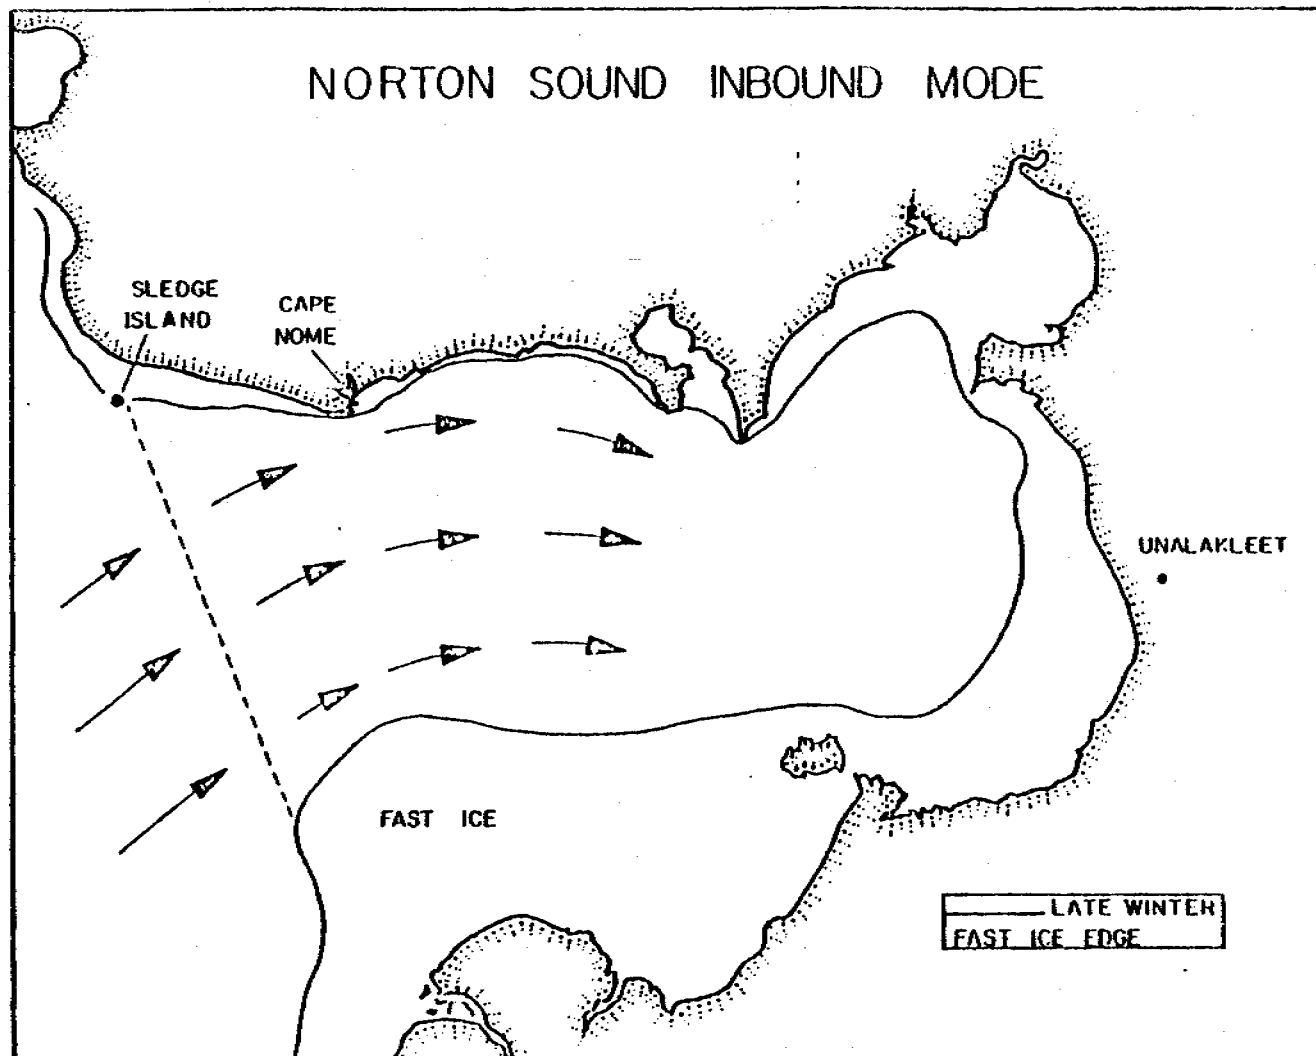 NORTON SOUND INBOUND MODE
SLEDGE
ISLAND
CAPE
NOME
UNALAKLEET
FAST ICE
LATE WINTER
FAST ICE EDGE